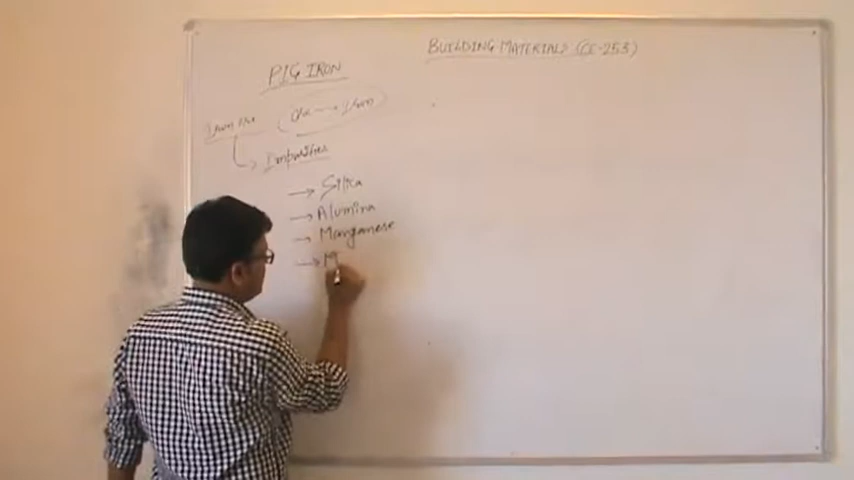 BUILDING MATERIALS (CE-253)
PIG IRON
Iron Ore
Ore → Iron
Impurities
→ Silica
→ Alumina
→ Manganese
→ M